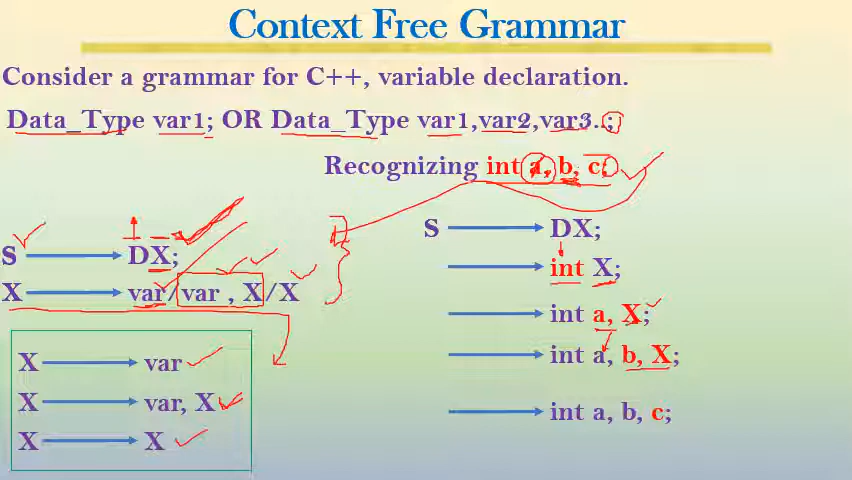 Context Free Grammar
Consider a grammar for C++, variable declaration.
Data_Type var1; OR Data_Type var1,var2,var3..;
Recognizing int a, b, c;
S → DX;
X → var/var , X/X
X → var
X → var, X
X → X
S → DX;
→ int X;
→ int a, X;
→ int a, b, X;
→ int a, b, c;